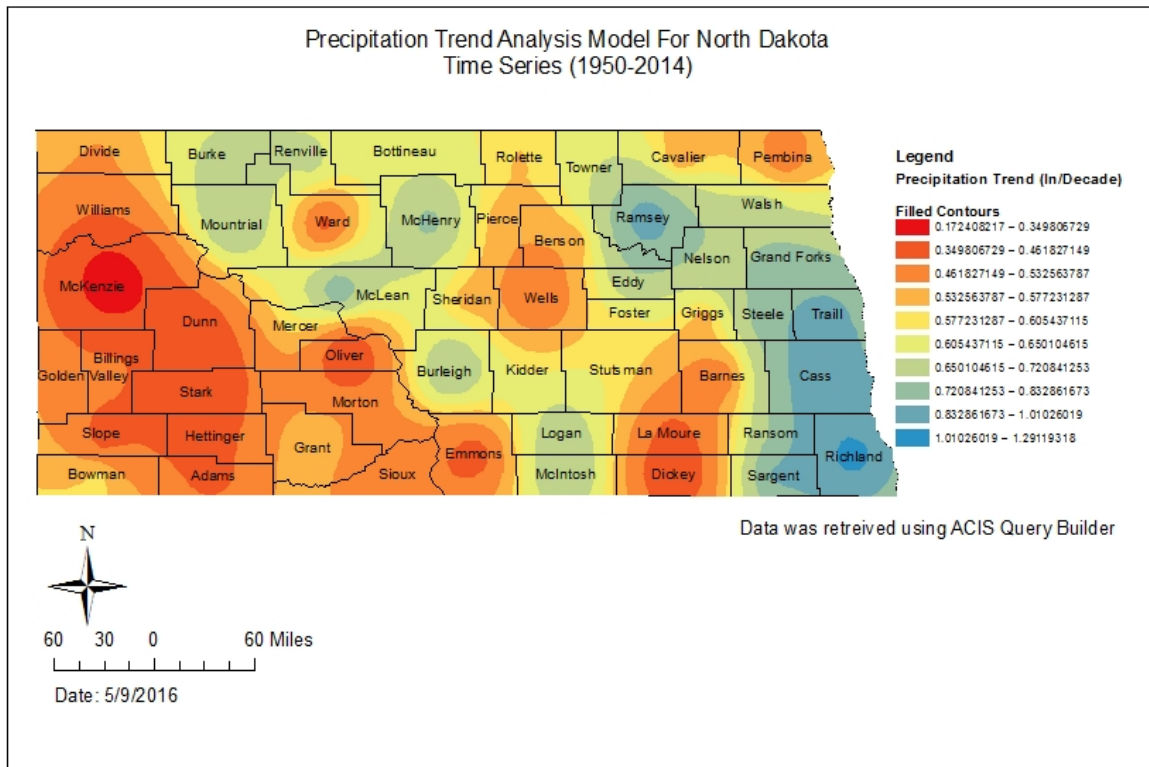 Precipitation Trend Analysis Model For North Dakota
Time Series (1950-2014)
Divide
Burke
Renville
Bottineau
Rolette
Towner
Cavalier
Pembina
Williams
Mountrial
Ward
McHenry
Pierce
Benson
Ramsey
Walsh
McKenzie
Dunn
McLean
Sheridan
Wells
Eddy
Nelson
Grand Forks
Mercer
Foster
Griggs
Steele
Traill
Golden Valley
Billings
Oliver
Burleigh
Kidder
Stutsman
Barnes
Cass
Stark
Morton
Slope
Hettinger
Grant
Emmons
Logan
La Moure
Ransom
Richland
Bowman
Adams
Sioux
McIntosh
Dickey
Sargent
Legend
Precipitation Trend (In/Decade)
Filled Contours
0.172408217 – 0.349806729
0.349806729 – 0.461827149
0.461827149 – 0.532563787
0.532563787 – 0.577231287
0.577231287 – 0.605437115
0.605437115 – 0.650104615
0.650104615 – 0.720841253
0.720841253 – 0.832861673
0.832861673 – 1.01026019
1.01026019 – 1.29119318
Data was retreived using ACIS Query Builder
N
60 30 0 60 Miles
Date: 5/9/2016